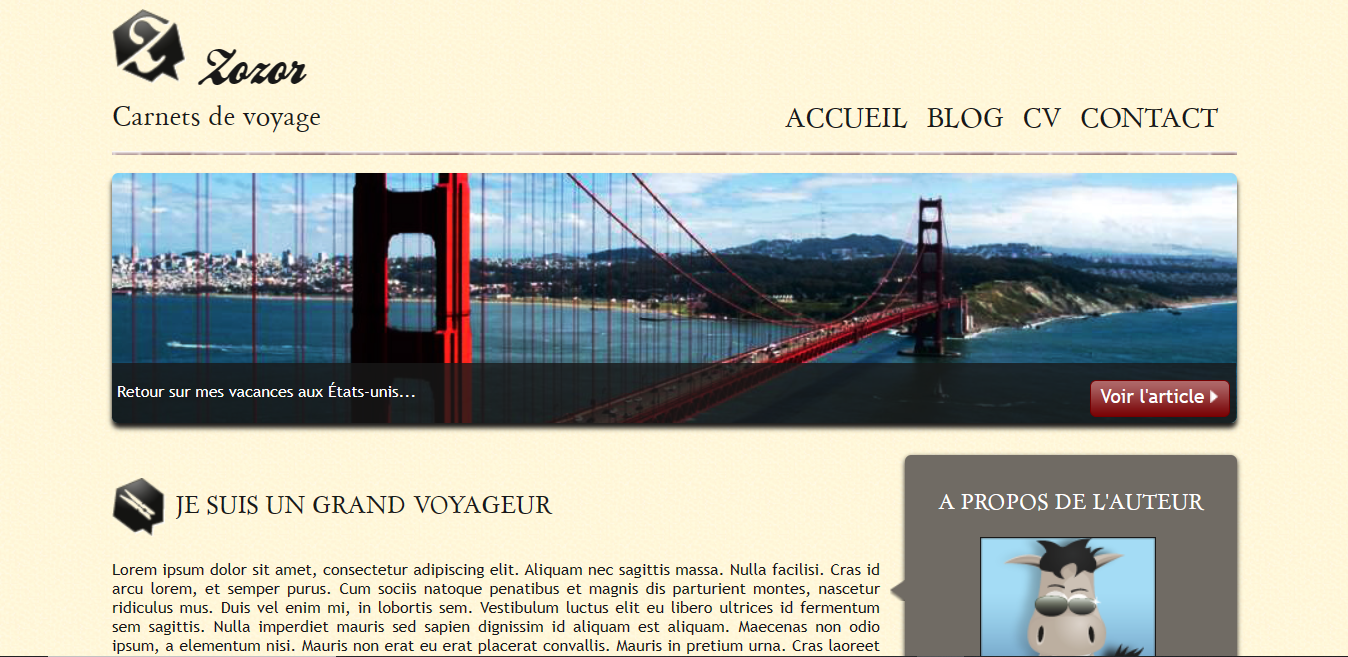 Zozor
Carnets de voyage
ACCUEIL BLOG CV CONTACT
Retour sur mes vacances aux États-unis...
Voir l'article
JE SUIS UN GRAND VOYAGEUR
Lorem ipsum dolor sit amet, consectetur adipiscing elit. Aliquam nec sagittis massa. Nulla facilisi. Cras id
arcu lorem, et semper purus. Cum sociis natoque penatibus et magnis dis parturient montes, nascetur
ridiculus mus. Duis vel enim mi, in lobortis sem. Vestibulum luctus elit eu libero ultrices id fermentum
sem sagittis. Nulla imperdiet mauris sed sapien dignissim id aliquam est aliquam. Maecenas non odio
ipsum, a elementum nisi. Mauris non erat eu erat placerat convallis. Mauris in pretium urna. Cras laoreet
A PROPOS DE L'AUTEUR